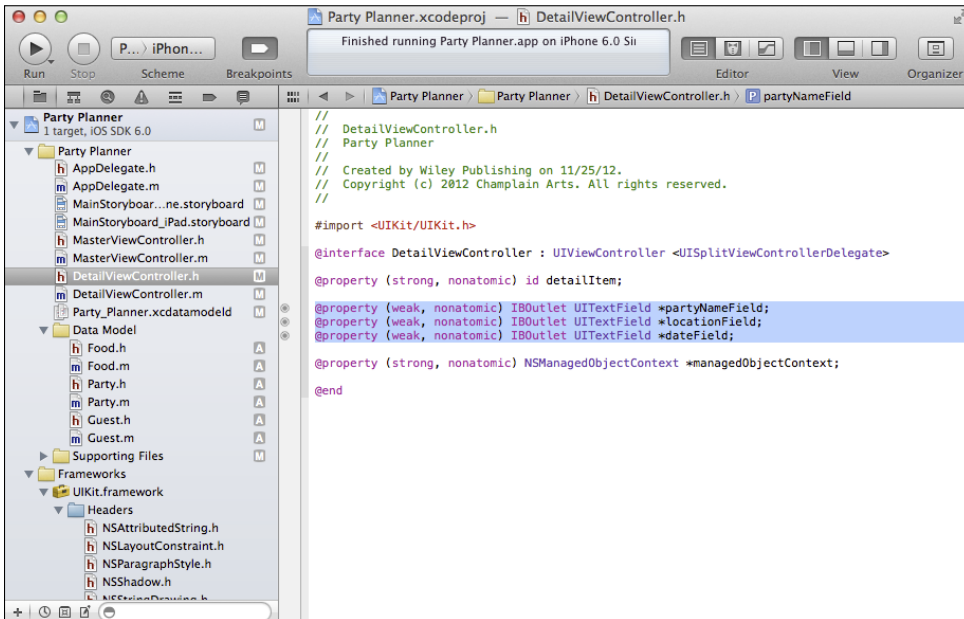 Party Planner.xcodeproj — h DetailViewController.h
P... iPhon...
Finished running Party Planner.app on iPhone 6.0 Sir
Run Stop Scheme Breakpoints Editor View Organizer
Party Planner Party Planner h DetailViewController.h P partyNameField
Party Planner M
1 target, iOS SDK 6.0
Party Planner
h AppDelegate.h M
m AppDelegate.m M
MainStoryboar...ne.storyboard M
MainStoryboard_iPad.storyboard M
h MasterViewController.h M
m MasterViewController.m M
h DetailViewController.h M
m DetailViewController.m M
Party_Planner.xcdatamodeld M
Data Model
h Food.h A
m Food.m A
h Party.h A
m Party.m A
h Guest.h A
m Guest.m A
Supporting Files M
Frameworks
UIKit.framework
Headers
h NSAttributedString.h
h NSLayoutConstraint.h
h NSParagraphStyle.h
h NSShadow.h
h NSStringDrawing.h
//
// DetailViewController.h
// Party Planner
//
// Created by Wiley Publishing on 11/25/12.
// Copyright (c) 2012 Champlain Arts. All rights reserved.
//
#import <UIKit/UIKit.h>
@interface DetailViewController : UIViewController <UISplitViewControllerDelegate>
@property (strong, nonatomic) id detailItem;
@property (weak, nonatomic) IBOutlet UITextField *partyNameField;
@property (weak, nonatomic) IBOutlet UITextField *locationField;
@property (weak, nonatomic) IBOutlet UITextField *dateField;
@property (strong, nonatomic) NSManagedObjectContext *managedObjectContext;
@end